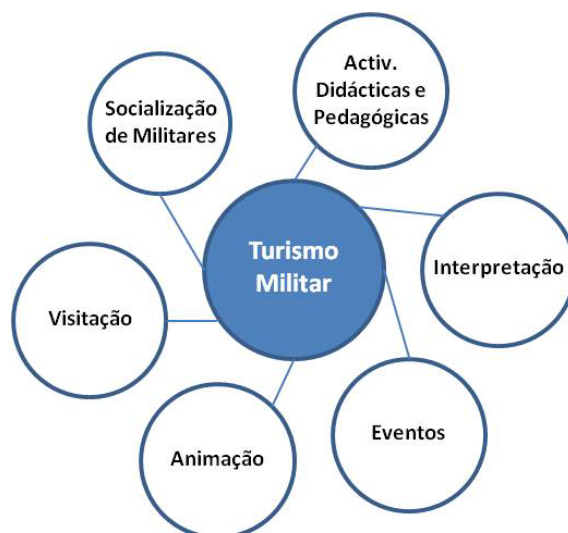 Activ.
Didácticas e
Pedagógicas
Socialização
de Militares
Turismo
Militar
Interpretação
Visitação
Eventos
Animação